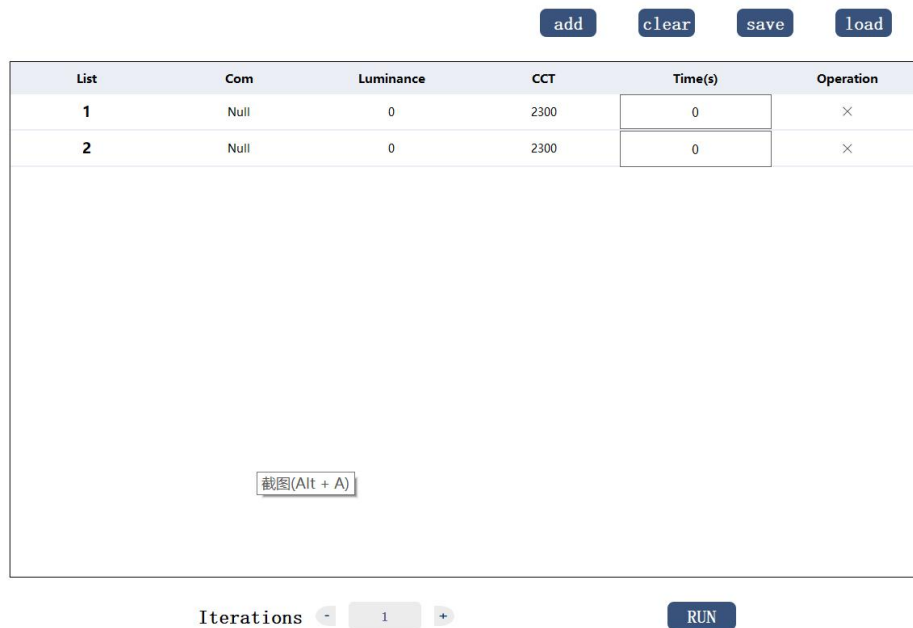 add clear save load
List Com Luminance CCT Time(s) Operation
1 Null 0 2300 0 ×
2 Null 0 2300 0 ×
截图(Alt + A)
Iterations - 1 + RUN